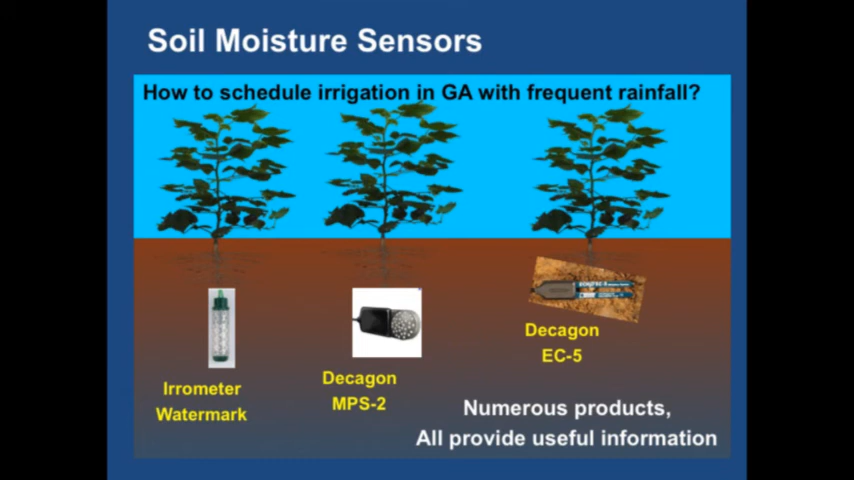 Soil Moisture Sensors
How to schedule irrigation in GA with frequent rainfall?
Decagon
EC-5
Irrometer
Watermark
Decagon
MPS-2
Numerous products,
All provide useful information